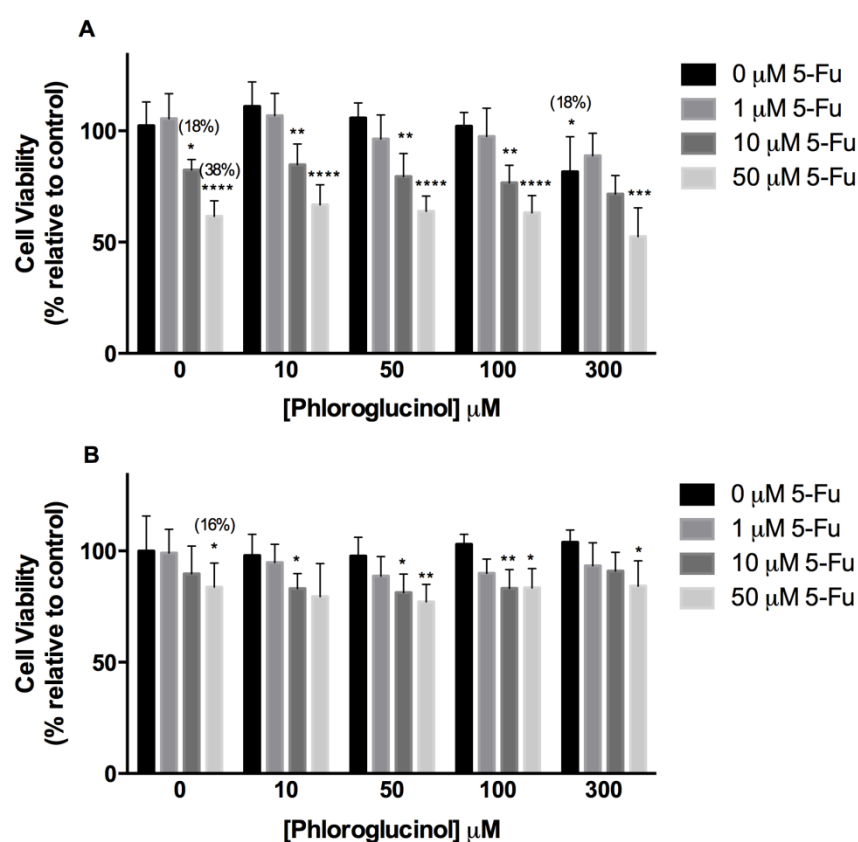 A
Cell Viability
(% relative to control)
100
50
0
(18%)
*
(38%)
****
**
****
**
****
**
****
(18%)
*
***
0 10 50 100 300
[Phloroglucinol] μM
0 μM 5-Fu
1 μM 5-Fu
10 μM 5-Fu
50 μM 5-Fu
B
Cell Viability
(% relative to control)
100
50
0
(16%)
*
*
*
**
**
*
*
0 10 50 100 300
[Phloroglucinol] μM
0 μM 5-Fu
1 μM 5-Fu
10 μM 5-Fu
50 μM 5-Fu